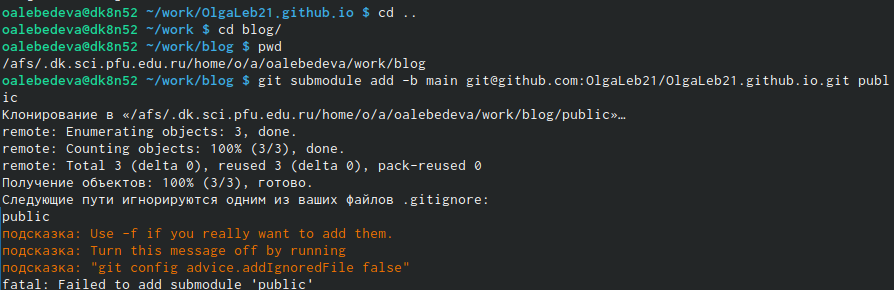 oalebedeva@dk8n52 ~/work/OlgaLeb21.github.io $ cd ..
oalebedeva@dk8n52 ~/work $ cd blog/
oalebedeva@dk8n52 ~/work/blog $ pwd
/afs/.dk.sci.pfu.edu.ru/home/o/a/oalebedeva/work/blog
oalebedeva@dk8n52 ~/work/blog $ git submodule add -b main git@github.com:OlgaLeb21/OlgaLeb21.github.io.git publ
ic
Клонирование в «/afs/.dk.sci.pfu.edu.ru/home/o/a/oalebedeva/work/blog/public»…
remote: Enumerating objects: 3, done.
remote: Counting objects: 100% (3/3), done.
remote: Total 3 (delta 0), reused 3 (delta 0), pack-reused 0
Получение объектов: 100% (3/3), готово.
Следующие пути игнорируются одним из ваших файлов .gitignore:
public
подсказка: Use -f if you really want to add them.
подсказка: Turn this message off by running
подсказка: "git config advice.addIgnoredFile false"
fatal: Failed to add submodule 'public'